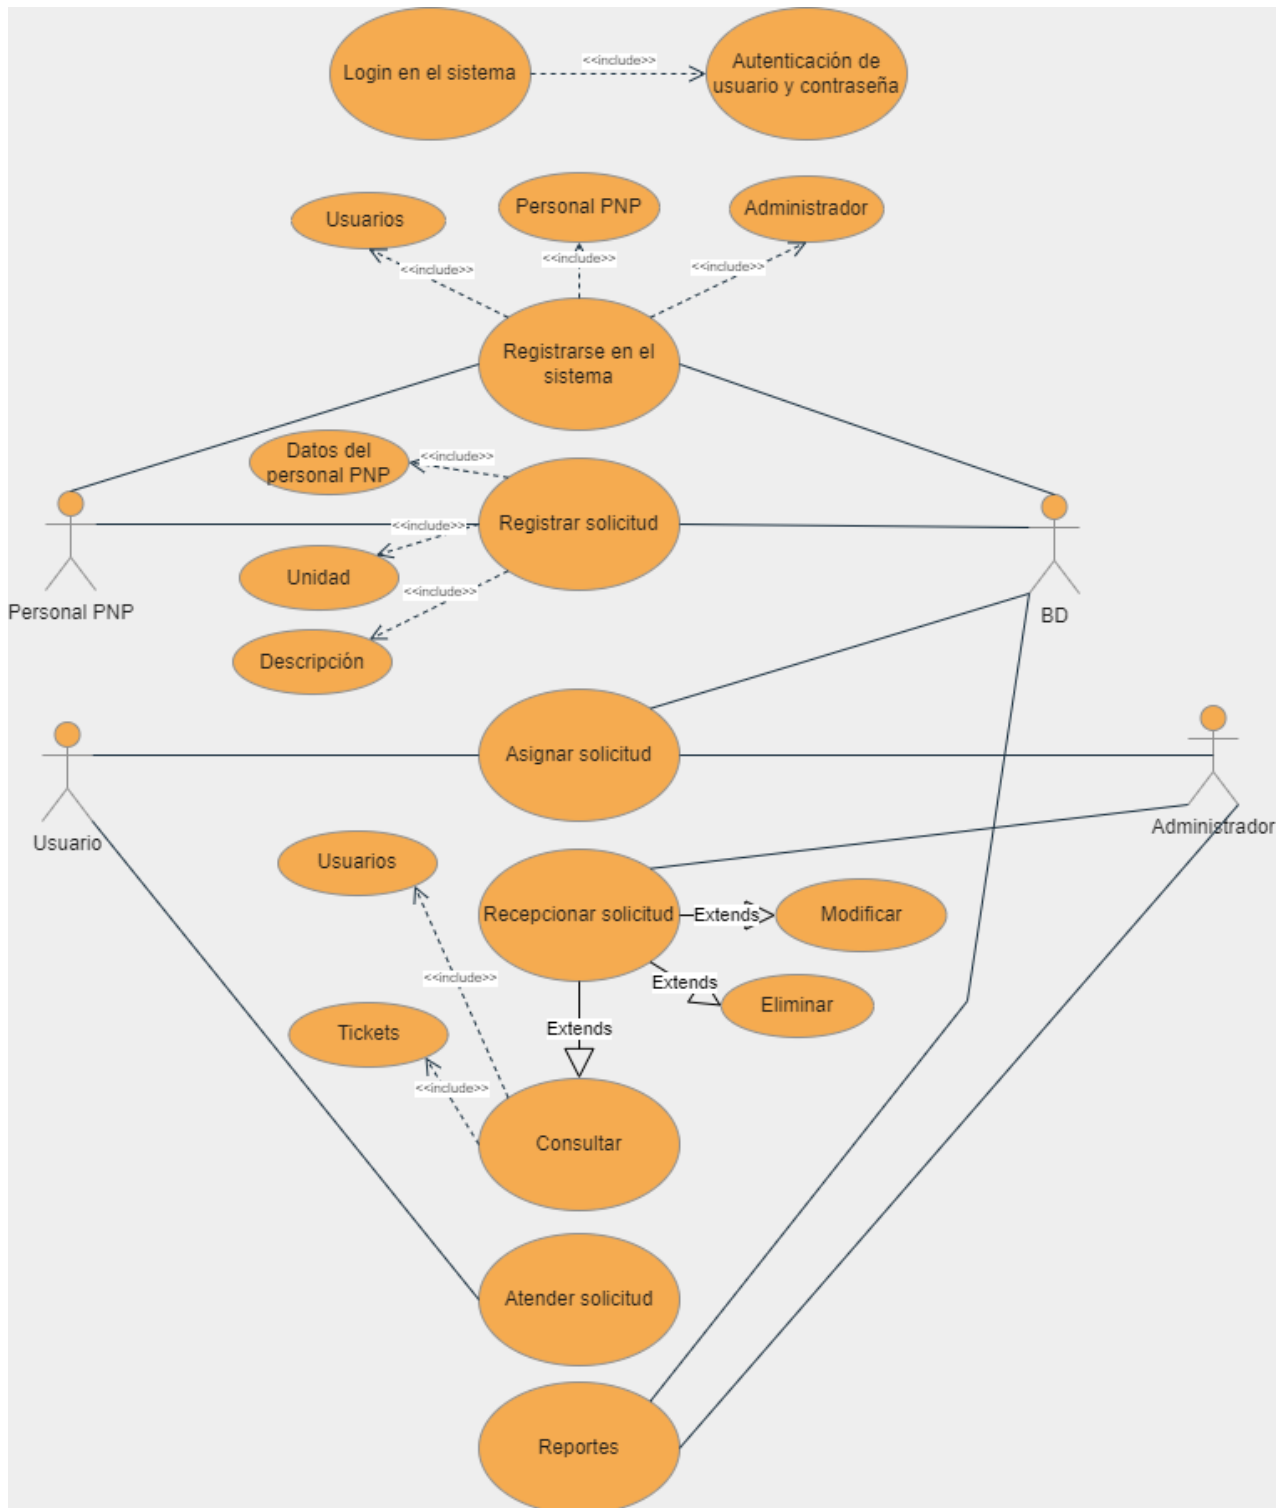 Login en el sistema
<<include>>
Autenticación de
usuario y contraseña
Usuarios
Personal PNP
Administrador
<<include>>
<<include>>
<<include>>
Registrarse en el
sistema
Datos del
personal PNP
<<include>>
Registrar solicitud
<<include>>
Unidad
<<include>>
Personal PNP
BD
Descripción
Asignar solicitud
Usuario
Administrador
Usuarios
Recepcionar solicitud
Extends
Modificar
<<include>>
Extends
Eliminar
Tickets
Extends
<<include>>
Consultar
Atender solicitud
Reportes